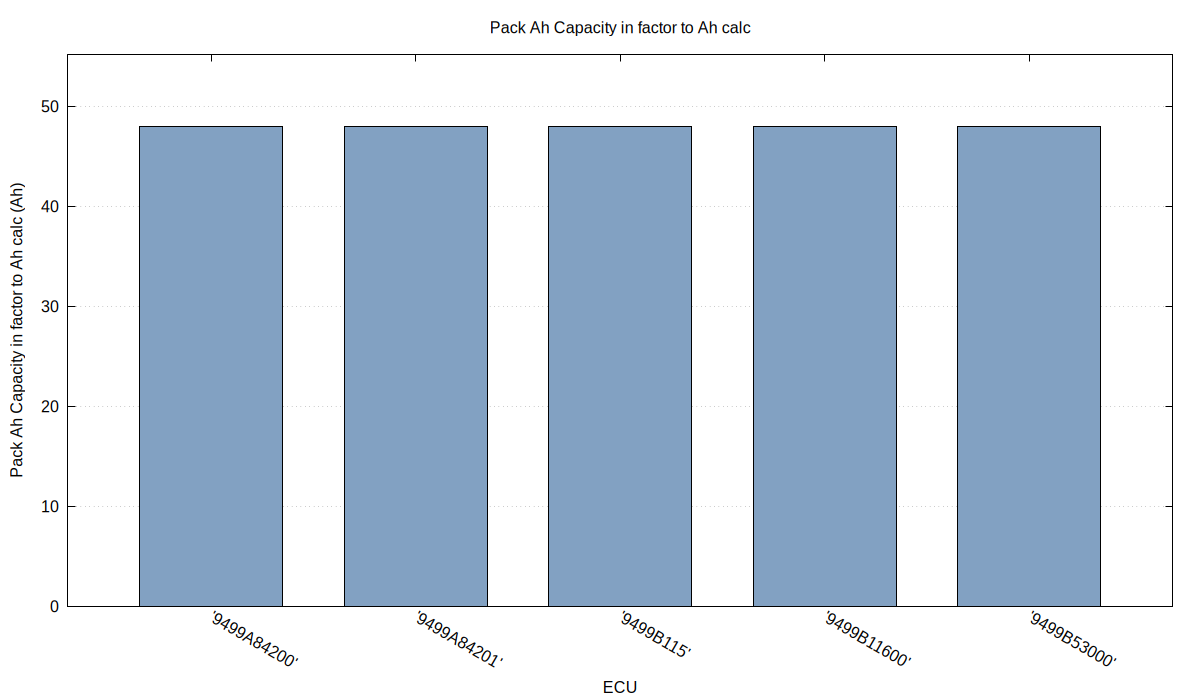 Pack Ah Capacity in factor to Ah calc
Pack Ah Capacity in factor to Ah calc (Ah)
50
40
30
20
10
0
'9499A84200'
'9499A84201'
'9499B115'
'9499B11600'
'9499B53000'
ECU